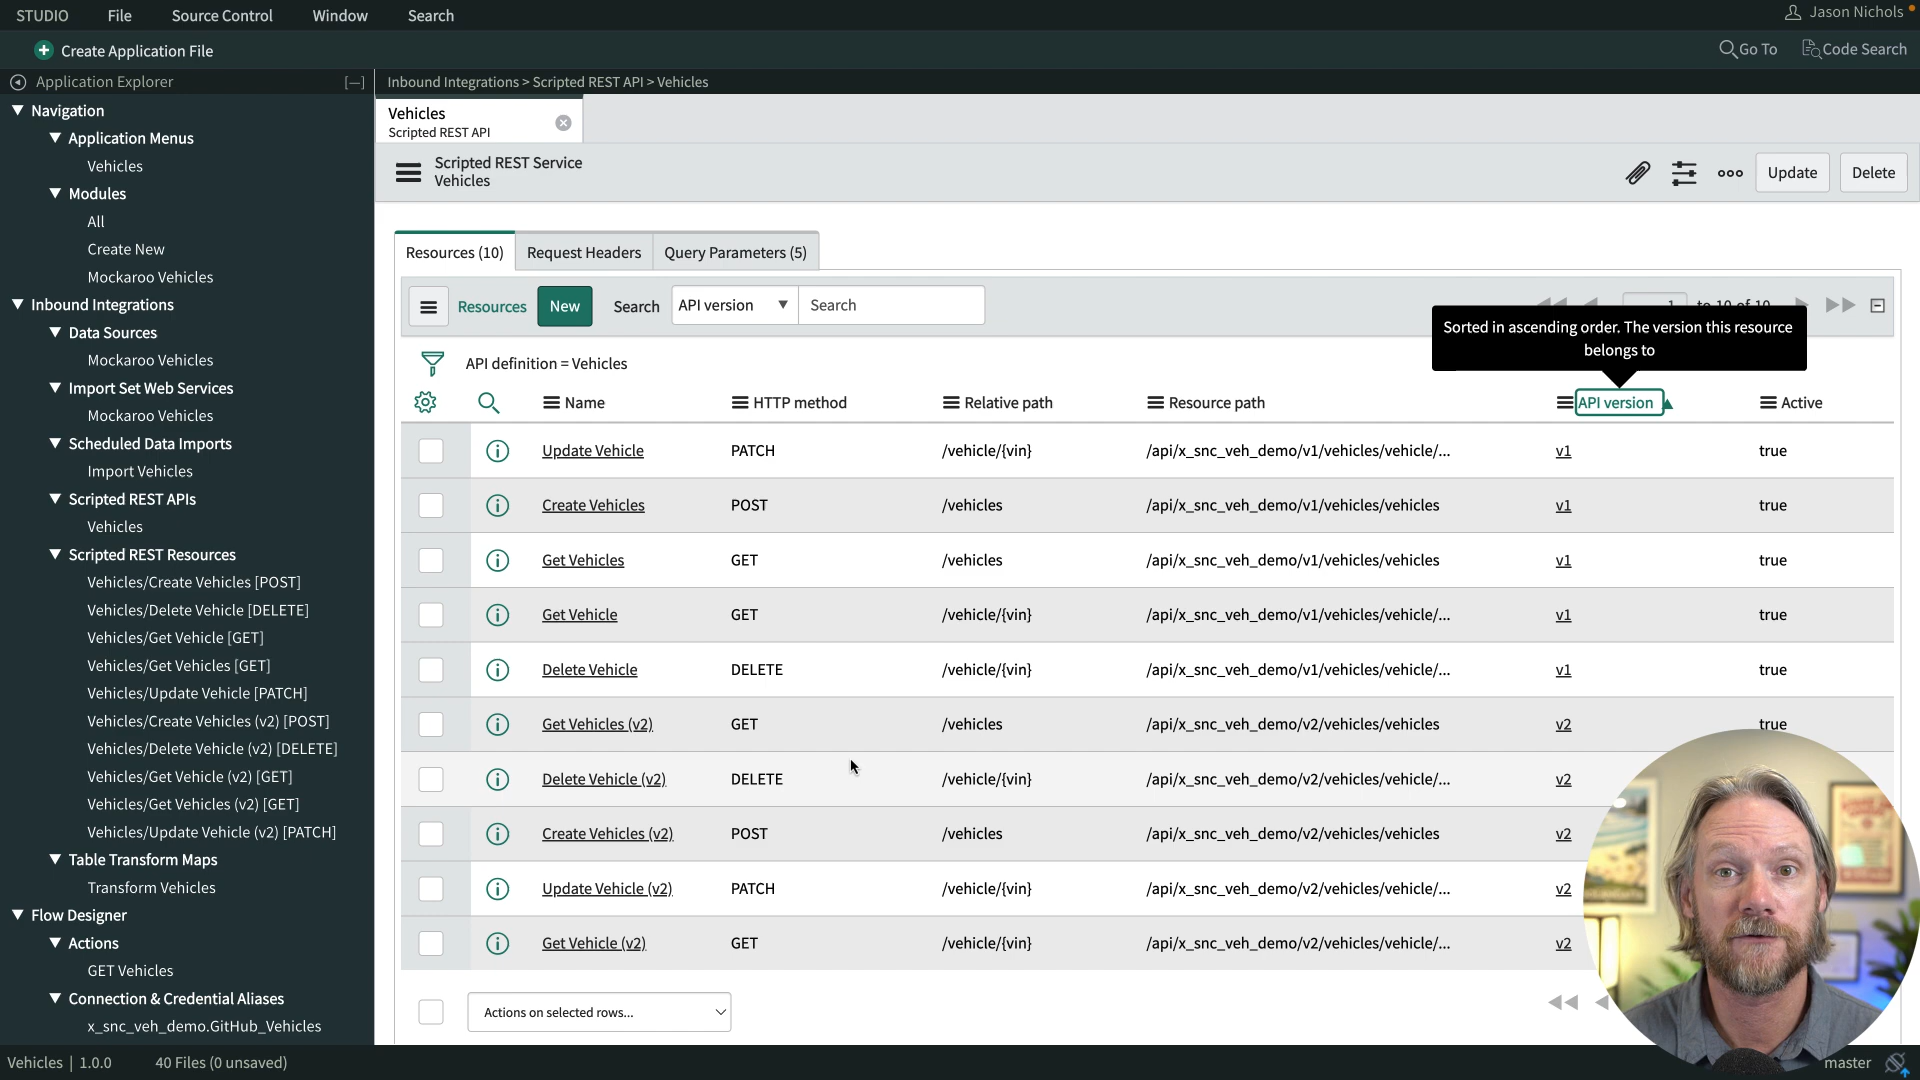 STUDIO File Source Control Window Search
Jason Nichols
Create Application File
Go To Code Search
Application Explorer [—]
Inbound Integrations > Scripted REST API > Vehicles
Navigation
Application Menus
Vehicles
Modules
All
Create New
Mockaroo Vehicles
Inbound Integrations
Data Sources
Mockaroo Vehicles
Import Set Web Services
Mockaroo Vehicles
Scheduled Data Imports
Import Vehicles
Scripted REST APIs
Vehicles
Scripted REST Resources
Vehicles/Create Vehicles [POST]
Vehicles/Delete Vehicle [DELETE]
Vehicles/Get Vehicle [GET]
Vehicles/Get Vehicles [GET]
Vehicles/Update Vehicle [PATCH]
Vehicles/Create Vehicles (v2) [POST]
Vehicles/Delete Vehicle (v2) [DELETE]
Vehicles/Get Vehicle (v2) [GET]
Vehicles/Get Vehicles (v2) [GET]
Vehicles/Update Vehicle (v2) [PATCH]
Table Transform Maps
Transform Vehicles
Flow Designer
Actions
GET Vehicles
Connection & Credential Aliases
x_snc_veh_demo.GitHub_Vehicles
Vehicles
Scripted REST API
Scripted REST Service
Vehicles
Update Delete
Resources (10) Request Headers Query Parameters (5)
Resources New Search API version Search
1 to 10 of 10
Sorted in ascending order. The version this resource
belongs to
API definition = Vehicles
Name HTTP method Relative path Resource path API version Active
Update Vehicle PATCH /vehicle/{vin} /api/x_snc_veh_demo/v1/vehicles/vehicle/... v1 true
Create Vehicles POST /vehicles /api/x_snc_veh_demo/v1/vehicles/vehicles v1 true
Get Vehicles GET /vehicles /api/x_snc_veh_demo/v1/vehicles/vehicles v1 true
Get Vehicle GET /vehicle/{vin} /api/x_snc_veh_demo/v1/vehicles/vehicle/... v1 true
Delete Vehicle DELETE /vehicle/{vin} /api/x_snc_veh_demo/v1/vehicles/vehicle/... v1 true
Get Vehicles (v2) GET /vehicles /api/x_snc_veh_demo/v2/vehicles/vehicles v2 true
Delete Vehicle (v2) DELETE /vehicle/{vin} /api/x_snc_veh_demo/v2/vehicles/vehicle/... v2
Create Vehicles (v2) POST /vehicles /api/x_snc_veh_demo/v2/vehicles/vehicles v2
Update Vehicle (v2) PATCH /vehicle/{vin} /api/x_snc_veh_demo/v2/vehicles/vehicle/... v2
Get Vehicle (v2) GET /vehicle/{vin} /api/x_snc_veh_demo/v2/vehicles/vehicle/... v2
Actions on selected rows...
Vehicles | 1.0.0 40 Files (0 unsaved)
master